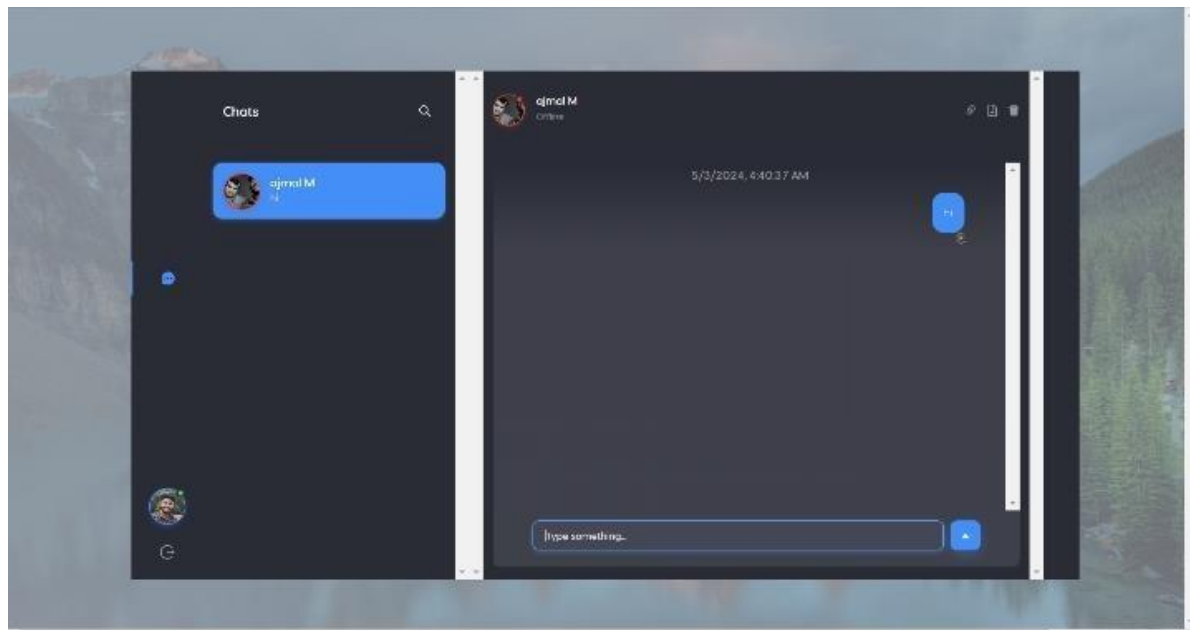 Chats
ajmal M
hi
ajmal M
Offline
5/3/2024, 4:40:37 AM
hi
Type something...